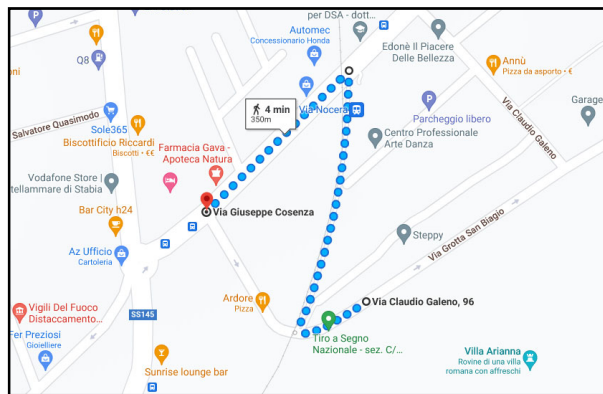 Automec
Concessionario Honda
per DSA - dott...
Edonè Il Piacere
Delle Bellezza
Annù
Pizza da asporto • €
Q8
4 min
350m
Via Nocera
Parcheggio libero
Via Claudio Galeno
Garage
Salvatore Quasimodo
Sole365
Biscottificio Riccardi
Biscotti • €€
Farmacia Gava -
Apoteca Natura
Centro Professionale
Arte Danza
Vodafone Store |
tellammare di Stabia
Bar City h24
Via Giuseppe Cosenza
Steppy
Via Grotta San Biagio
Az Ufficio
Cartoleria
Ardore
Pizza
Via Claudio Galeno, 96
Vigili Del Fuoco
Distaccamento...
SS145
Fer Preziosi
Gioiellerie
Tiro a Segno
Nazionale - sez. C/...
Villa Arianna
Rovine di una villa
romana con affreschi
Sunrise lounge bar